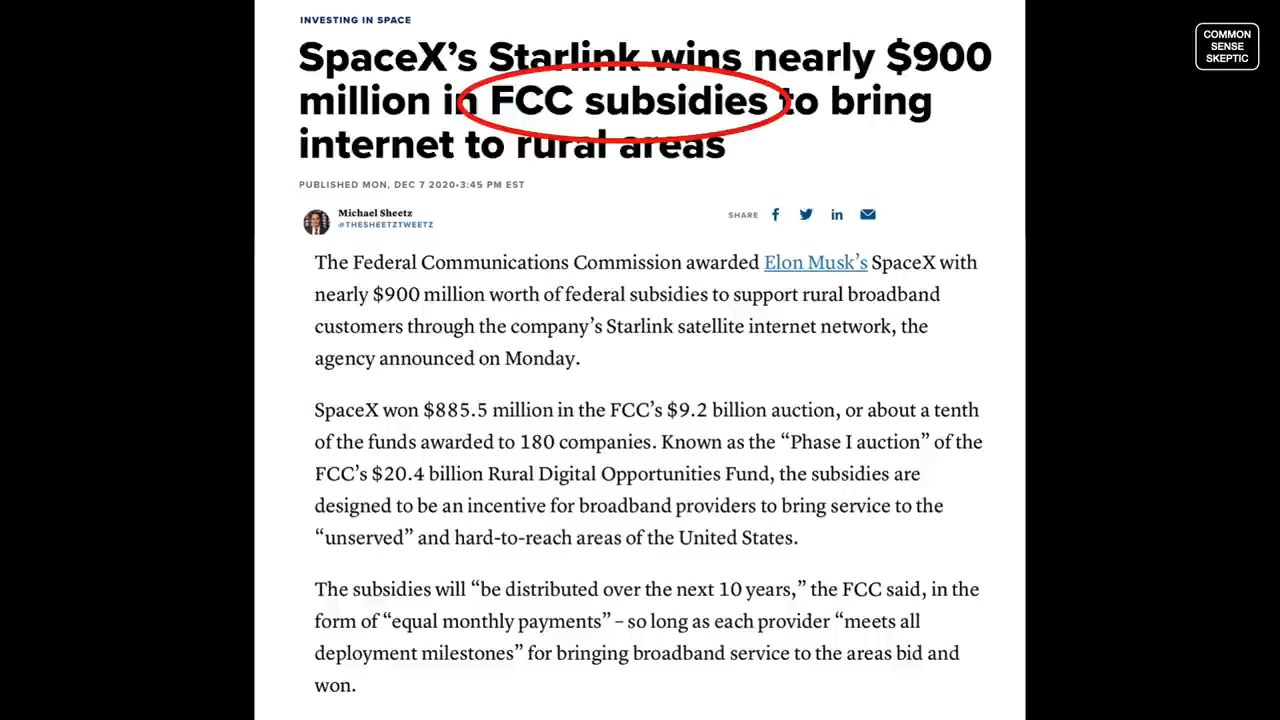 INVESTING IN SPACE
COMMON
SENSE
SKEPTIC
SpaceX’s Starlink wins nearly $900
million in FCC subsidies to bring
internet to rural areas
PUBLISHED MON, DEC 7 2020•3:45 PM EST
Michael Sheetz
@THESHEETZTWEETZ
SHARE
The Federal Communications Commission awarded Elon Musk’s SpaceX with
nearly $900 million worth of federal subsidies to support rural broadband
customers through the company’s Starlink satellite internet network, the
agency announced on Monday.
SpaceX won $885.5 million in the FCC’s $9.2 billion auction, or about a tenth
of the funds awarded to 180 companies. Known as the “Phase I auction” of the
FCC’s $20.4 billion Rural Digital Opportunities Fund, the subsidies are
designed to be an incentive for broadband providers to bring service to the
“unserved” and hard-to-reach areas of the United States.
The subsidies will “be distributed over the next 10 years,” the FCC said, in the
form of “equal monthly payments” – so long as each provider “meets all
deployment milestones” for bringing broadband service to the areas bid and
won.